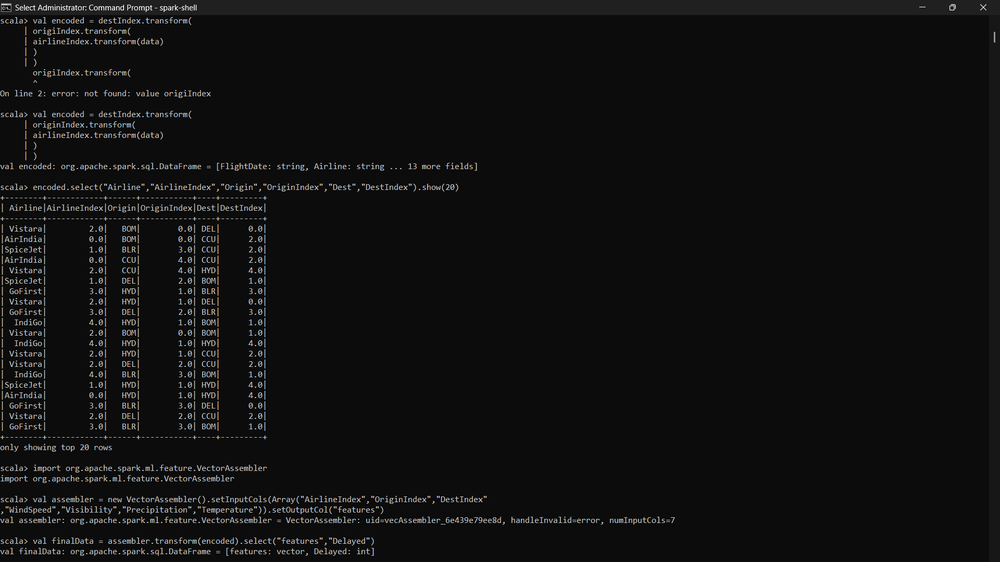 Select Administrator: Command Prompt - spark-shell
scala> val encoded = destIndex.transform(
     | origiIndex.transform(
     | airlineIndex.transform(data)
     | )
     | )
       origiIndex.transform(
       ^
On line 2: error: not found: value origiIndex

scala> val encoded = destIndex.transform(
     | originIndex.transform(
     | airlineIndex.transform(data)
     | )
     | )
val encoded: org.apache.spark.sql.DataFrame = [FlightDate: string, Airline: string ... 13 more fields]

scala> encoded.select("Airline","AirlineIndex","Origin","OriginIndex","Dest","DestIndex").show(20)
+--------+------------+------+-----------+----+---------+
| Airline|AirlineIndex|Origin|OriginIndex|Dest|DestIndex|
+--------+------------+------+-----------+----+---------+
| Vistara|         2.0|   BOM|        0.0| DEL|      0.0|
|AirIndia|         0.0|   BOM|        0.0| CCU|      2.0|
|SpiceJet|         1.0|   BLR|        3.0| CCU|      2.0|
|AirIndia|         0.0|   CCU|        4.0| CCU|      2.0|
| Vistara|         2.0|   CCU|        4.0| HYD|      4.0|
|SpiceJet|         1.0|   DEL|        2.0| BOM|      1.0|
| GoFirst|         3.0|   HYD|        1.0| BLR|      3.0|
| Vistara|         2.0|   HYD|        1.0| DEL|      0.0|
| GoFirst|         3.0|   DEL|        2.0| BLR|      3.0|
|  IndiGo|         4.0|   HYD|        1.0| BOM|      1.0|
| Vistara|         2.0|   BOM|        0.0| BOM|      1.0|
|  IndiGo|         4.0|   HYD|        1.0| HYD|      4.0|
| Vistara|         2.0|   HYD|        1.0| CCU|      2.0|
| Vistara|         2.0|   DEL|        2.0| CCU|      2.0|
|  IndiGo|         4.0|   BLR|        3.0| BOM|      1.0|
|SpiceJet|         1.0|   HYD|        1.0| HYD|      4.0|
|AirIndia|         0.0|   HYD|        1.0| HYD|      4.0|
| GoFirst|         3.0|   BLR|        3.0| DEL|      0.0|
| Vistara|         2.0|   DEL|        2.0| CCU|      2.0|
| GoFirst|         3.0|   BLR|        3.0| BOM|      1.0|
+--------+------------+------+-----------+----+---------+
only showing top 20 rows

scala> import org.apache.spark.ml.feature.VectorAssembler
import org.apache.spark.ml.feature.VectorAssembler

scala> val assembler = new VectorAssembler().setInputCols(Array("AirlineIndex","OriginIndex","DestIndex"
,"WindSpeed","Visibility","Precipitation","Temperature")).setOutputCol("features")
val assembler: org.apache.spark.ml.feature.VectorAssembler = VectorAssembler: uid=vecAssembler_6e439e79ee8d, handleInvalid=error, numInputCols=7

scala> val finalData = assembler.transform(encoded).select("features","Delayed")
val finalData: org.apache.spark.sql.DataFrame = [features: vector, Delayed: int]